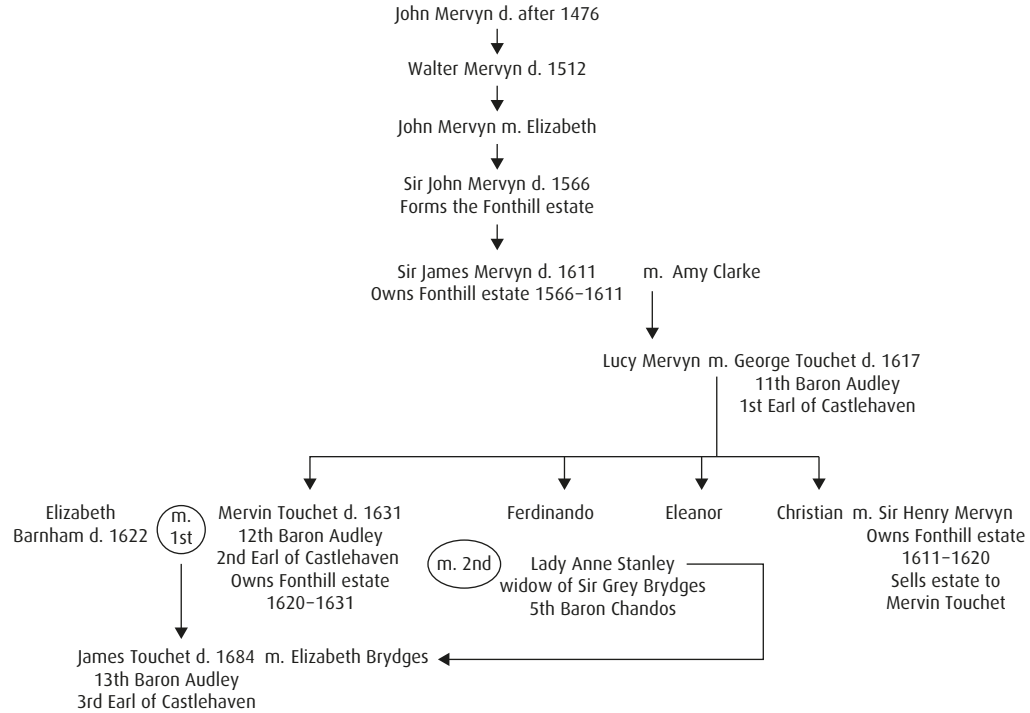 John Mervyn d. after 1476
Walter Mervyn d. 1512
John Mervyn m. Elizabeth
Sir John Mervyn d. 1566
Forms the Fonthill estate
Sir James Mervyn d. 1611 m. Amy Clarke
Owns Fonthill estate 1566–1611
Lucy Mervyn m. George Touchet d. 1617
11th Baron Audley
1st Earl of Castlehaven
Elizabeth
Barnham d. 1622
m.
1st
Mervin Touchet d. 1631
12th Baron Audley
2nd Earl of Castlehaven
Owns Fonthill estate
1620–1631
m. 2nd
Ferdinando
Lady Anne Stanley
widow of Sir Grey Brydges
5th Baron Chandos
Eleanor
Christian m. Sir Henry Mervyn
Owns Fonthill estate
1611–1620
Sells estate to
Mervin Touchet
James Touchet d. 1684 m. Elizabeth Brydges
13th Baron Audley
3rd Earl of Castlehaven